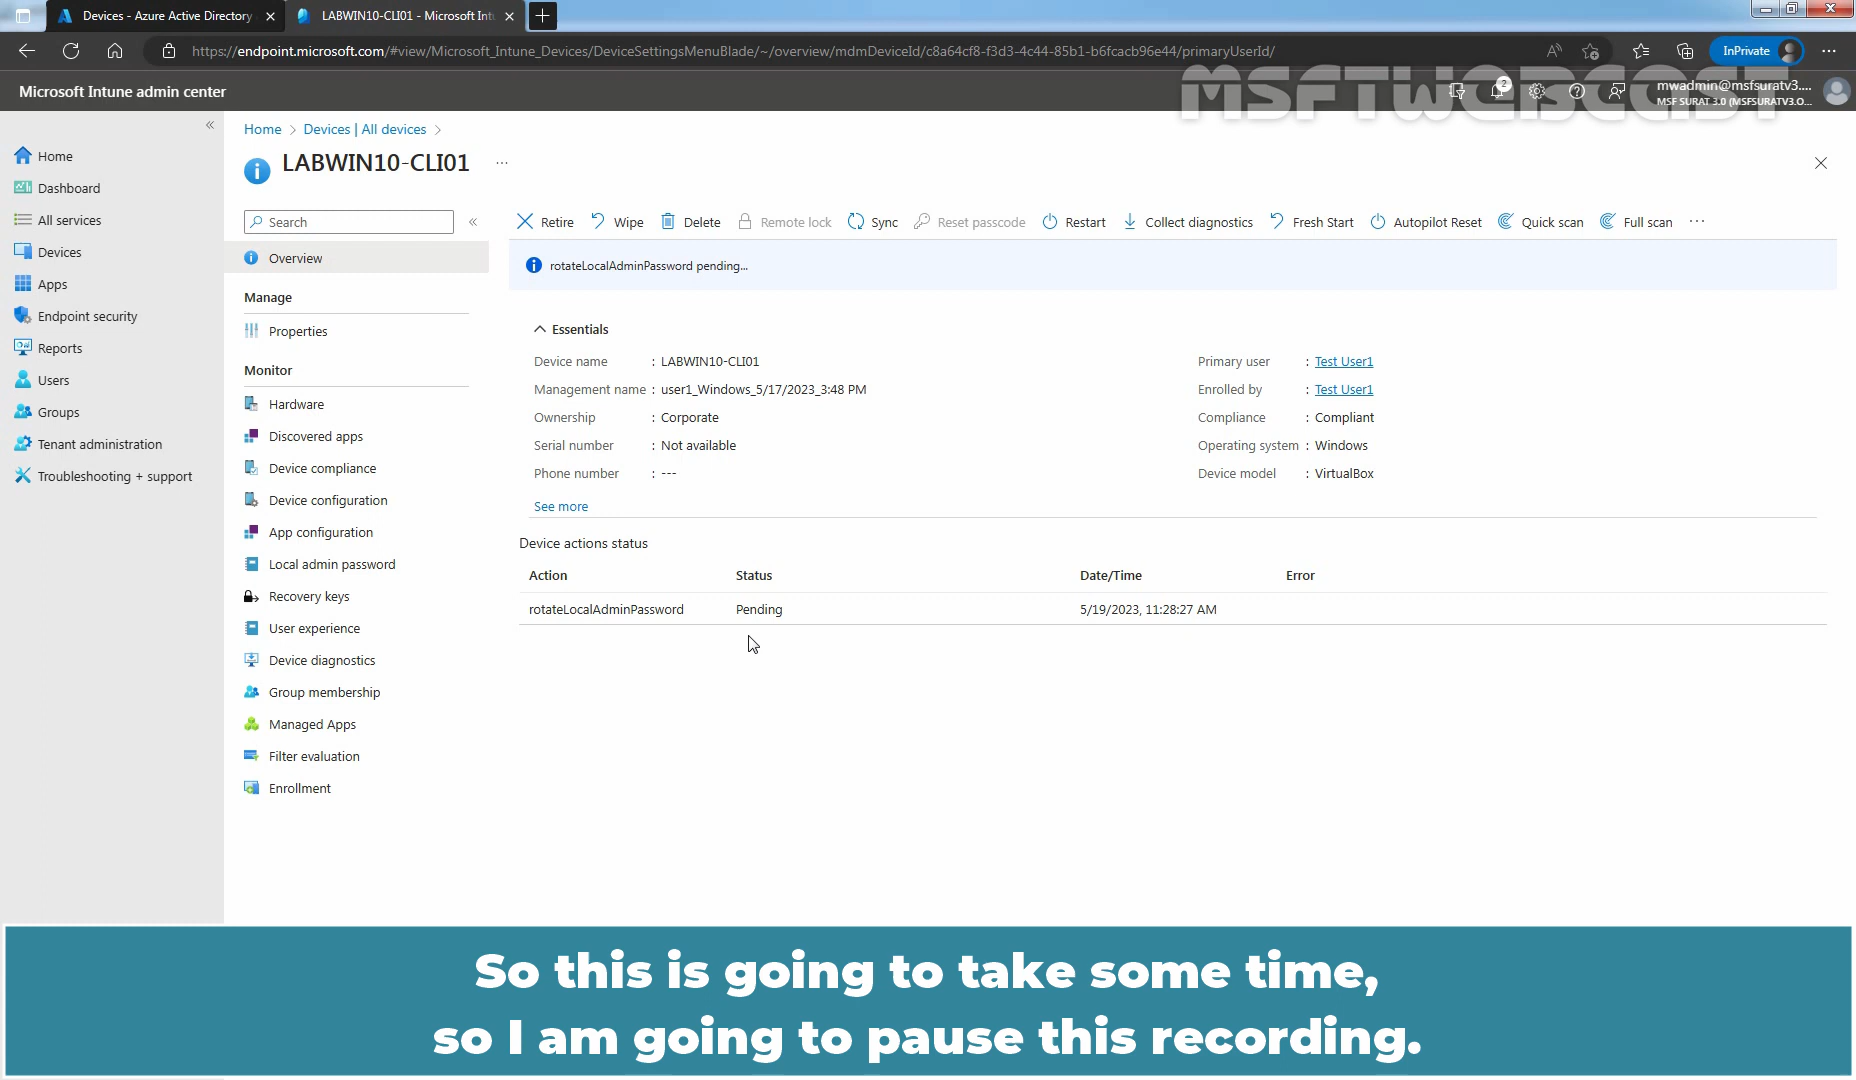 Devices - Azure Active Directory
LABWIN10-CLI01 - Microsoft Int
https://endpoint.microsoft.com/#view/Microsoft_Intune_Devices/DeviceSettingsMenuBlade/~/overview/mdmDeviceId/c8a64cf8-f3d3-4c44-85b1-b6fcacb96e44/primaryUserId/
InPrivate
MSFTWEBCAST
Microsoft Intune admin center
2
mwadmin@msfsuratv3....
MSF SURAT 3.0 (MSFSURATV3.O...
Home
Dashboard
All services
Devices
Apps
Endpoint security
Reports
Users
Groups
Tenant administration
Troubleshooting + support
Home > Devices | All devices >
LABWIN10-CLI01 ...
Search
Overview
Manage
Properties
Monitor
Hardware
Discovered apps
Device compliance
Device configuration
App configuration
Local admin password
Recovery keys
User experience
Device diagnostics
Group membership
Managed Apps
Filter evaluation
Enrollment
Retire Wipe Delete Remote lock Sync Reset passcode Restart Collect diagnostics Fresh Start Autopilot Reset Quick scan Full scan ...
rotateLocalAdminPassword pending...
Essentials
Device name : LABWIN10-CLI01
Management name : user1_Windows_5/17/2023_3:48 PM
Ownership : Corporate
Serial number : Not available
Phone number : ---
See more
Primary user : Test User1
Enrolled by : Test User1
Compliance : Compliant
Operating system : Windows
Device model : VirtualBox
Device actions status
Action Status Date/Time Error
rotateLocalAdminPassword Pending 5/19/2023, 11:28:27 AM
So this is going to take some time,
so I am going to pause this recording.